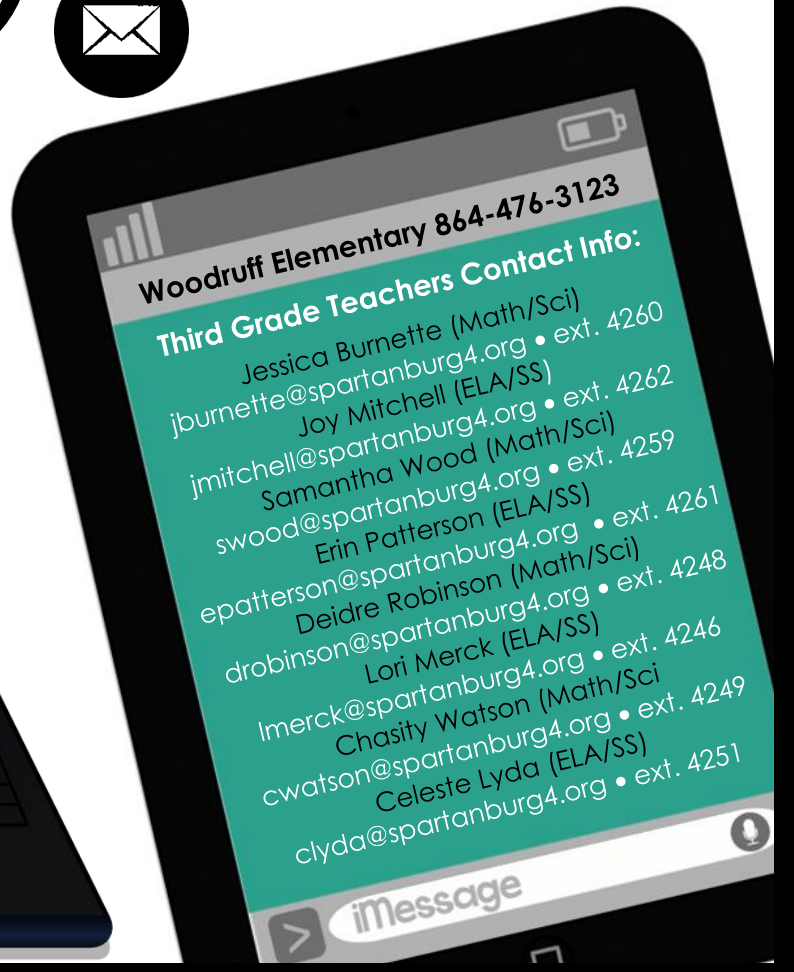 Woodruff Elementary 864-476-3123
Third Grade Teachers Contact Info:
Jessica Burnette (Math/Sci)
jburnette@spartanburg4.org • ext. 4260
Joy Mitchell (ELA/SS)
jmitchell@spartanburg4.org • ext. 4262
Samantha Wood (Math/Sci)
swood@spartanburg4.org • ext. 4259
Erin Patterson (ELA/SS)
epatterson@spartanburg4.org • ext. 4261
Deidre Robinson (Math/Sci)
drobinson@spartanburg4.org • ext. 4248
Lori Merck (ELA/SS)
lmerck@spartanburg4.org • ext. 4246
Chasity Watson (Math/Sci
cwatson@spartanburg4.org • ext. 4249
Celeste Lyda (ELA/SS)
clyda@spartanburg4.org • ext. 4251
> iMessage